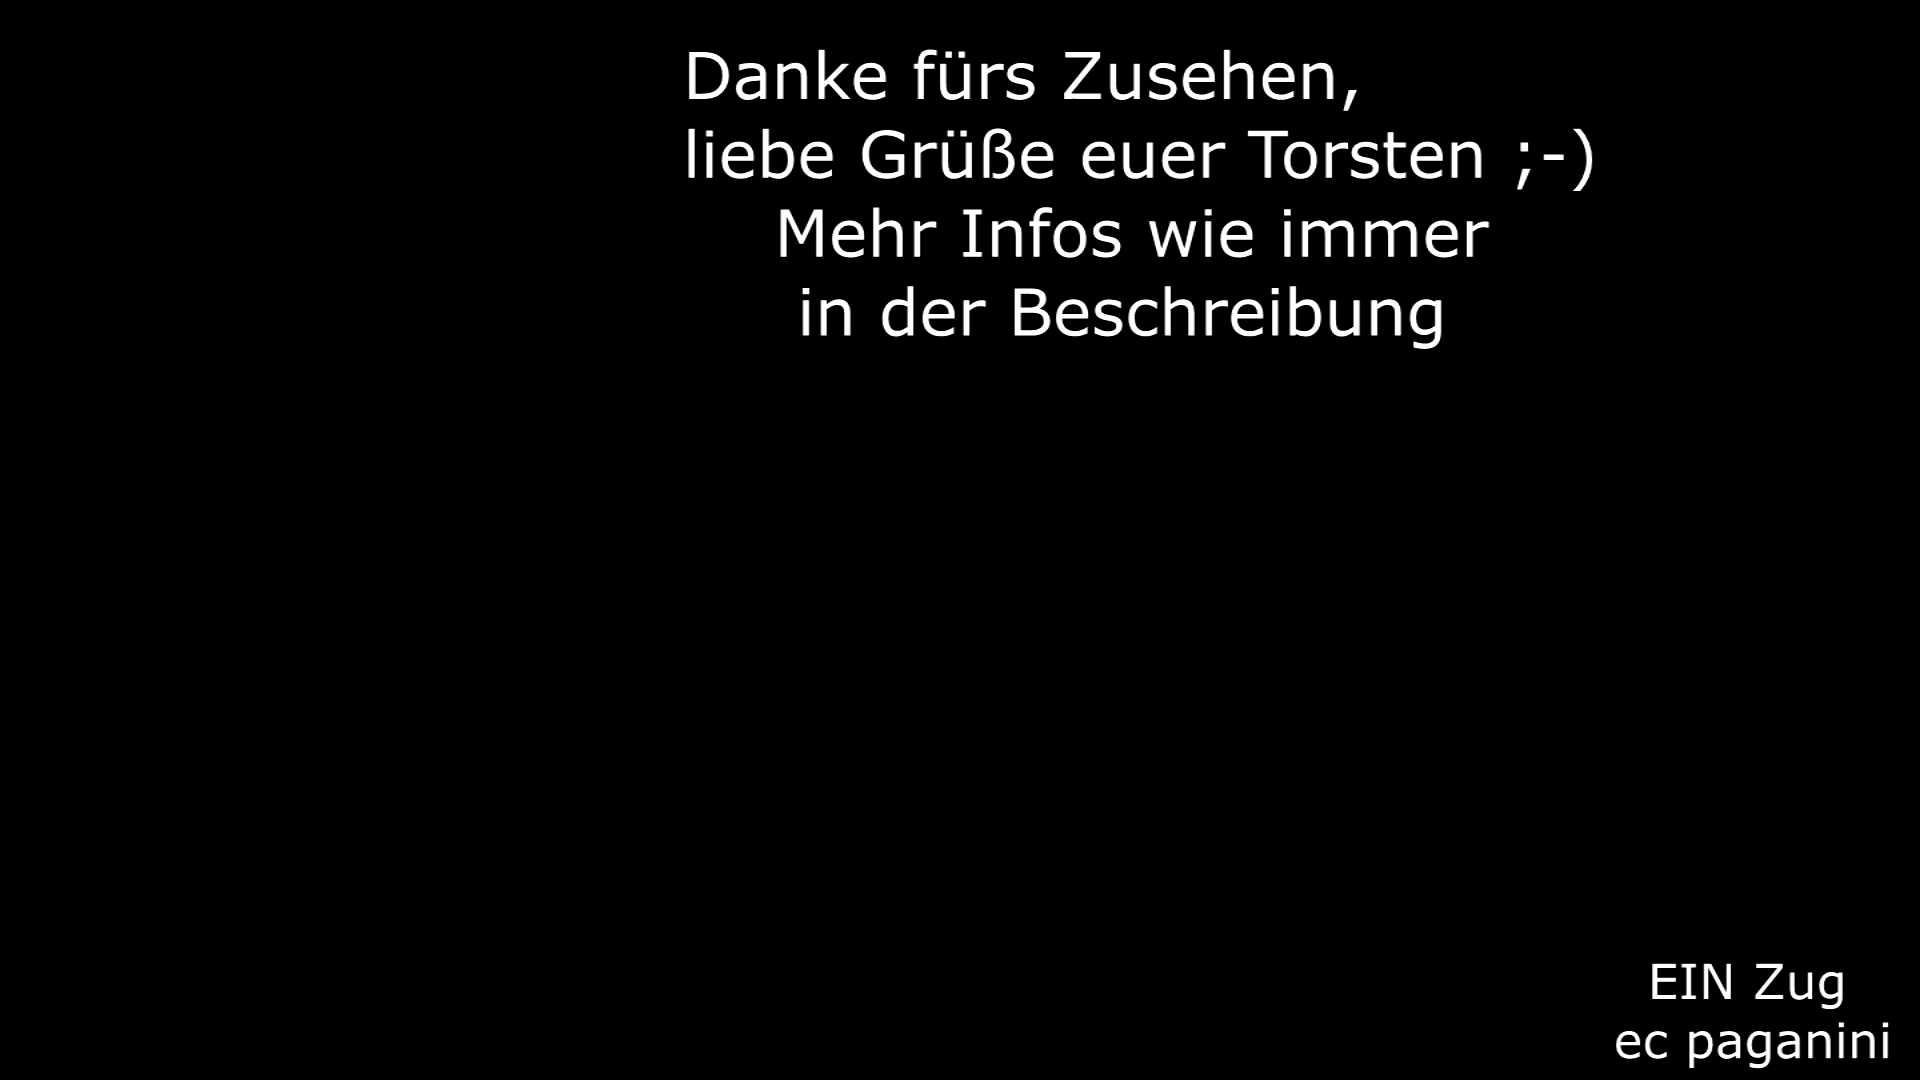 Danke fürs Zusehen,
liebe Grüße euer Torsten ;-)
Mehr Infos wie immer
in der Beschreibung
EIN Zug
ec paganini